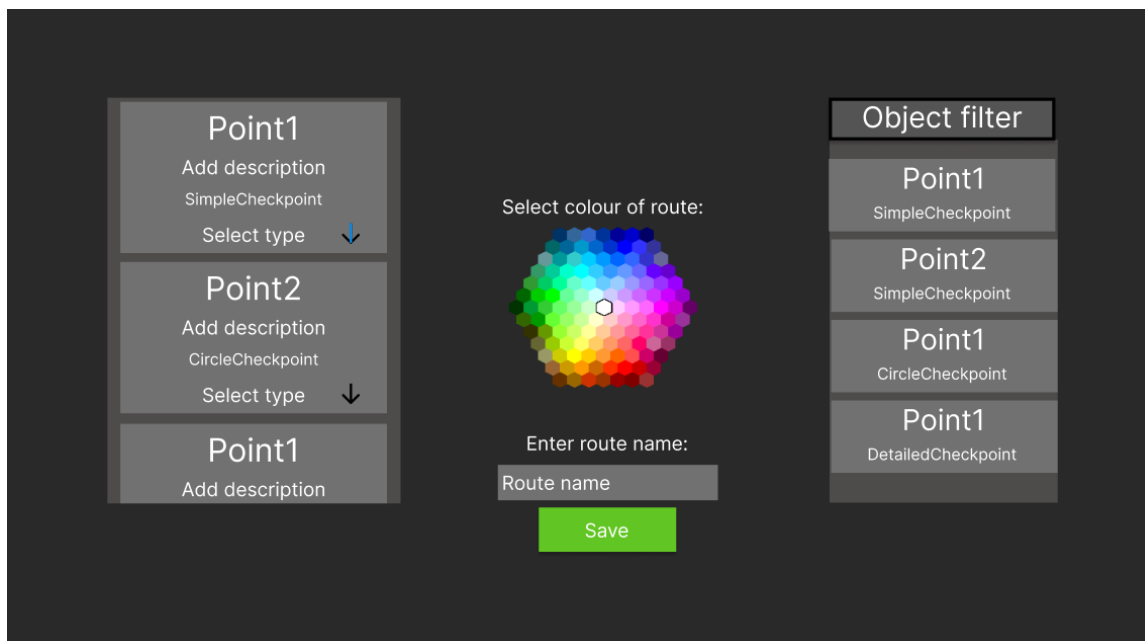 Point1
Add description
SimpleCheckpoint
Select type
Point2
Add description
CircleCheckpoint
Select type
Point1
Add description
Select colour of route:
Enter route name:
Route name
Save
Object filter
Point1
SimpleCheckpoint
Point2
SimpleCheckpoint
Point1
CircleCheckpoint
Point1
DetailedCheckpoint